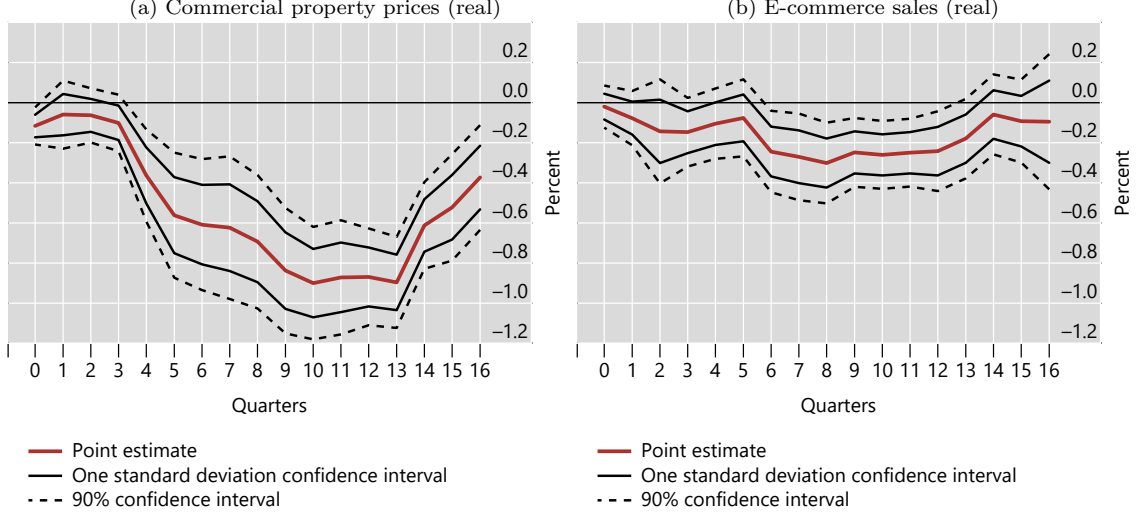 (a) Commercial property prices (real)
0.2
0.0
−0.2
−0.4
−0.6
−0.8
−1.0
−1.2
Percent
0 1 2 3 4 5 6 7 8 9 10 11 12 13 14 15 16
Quarters
Point estimate
One standard deviation confidence interval
90% confidence interval
(b) E-commerce sales (real)
0.2
0.0
−0.2
−0.4
−0.6
−0.8
−1.0
−1.2
Percent
0 1 2 3 4 5 6 7 8 9 10 11 12 13 14 15 16
Quarters
Point estimate
One standard deviation confidence interval
90% confidence interval